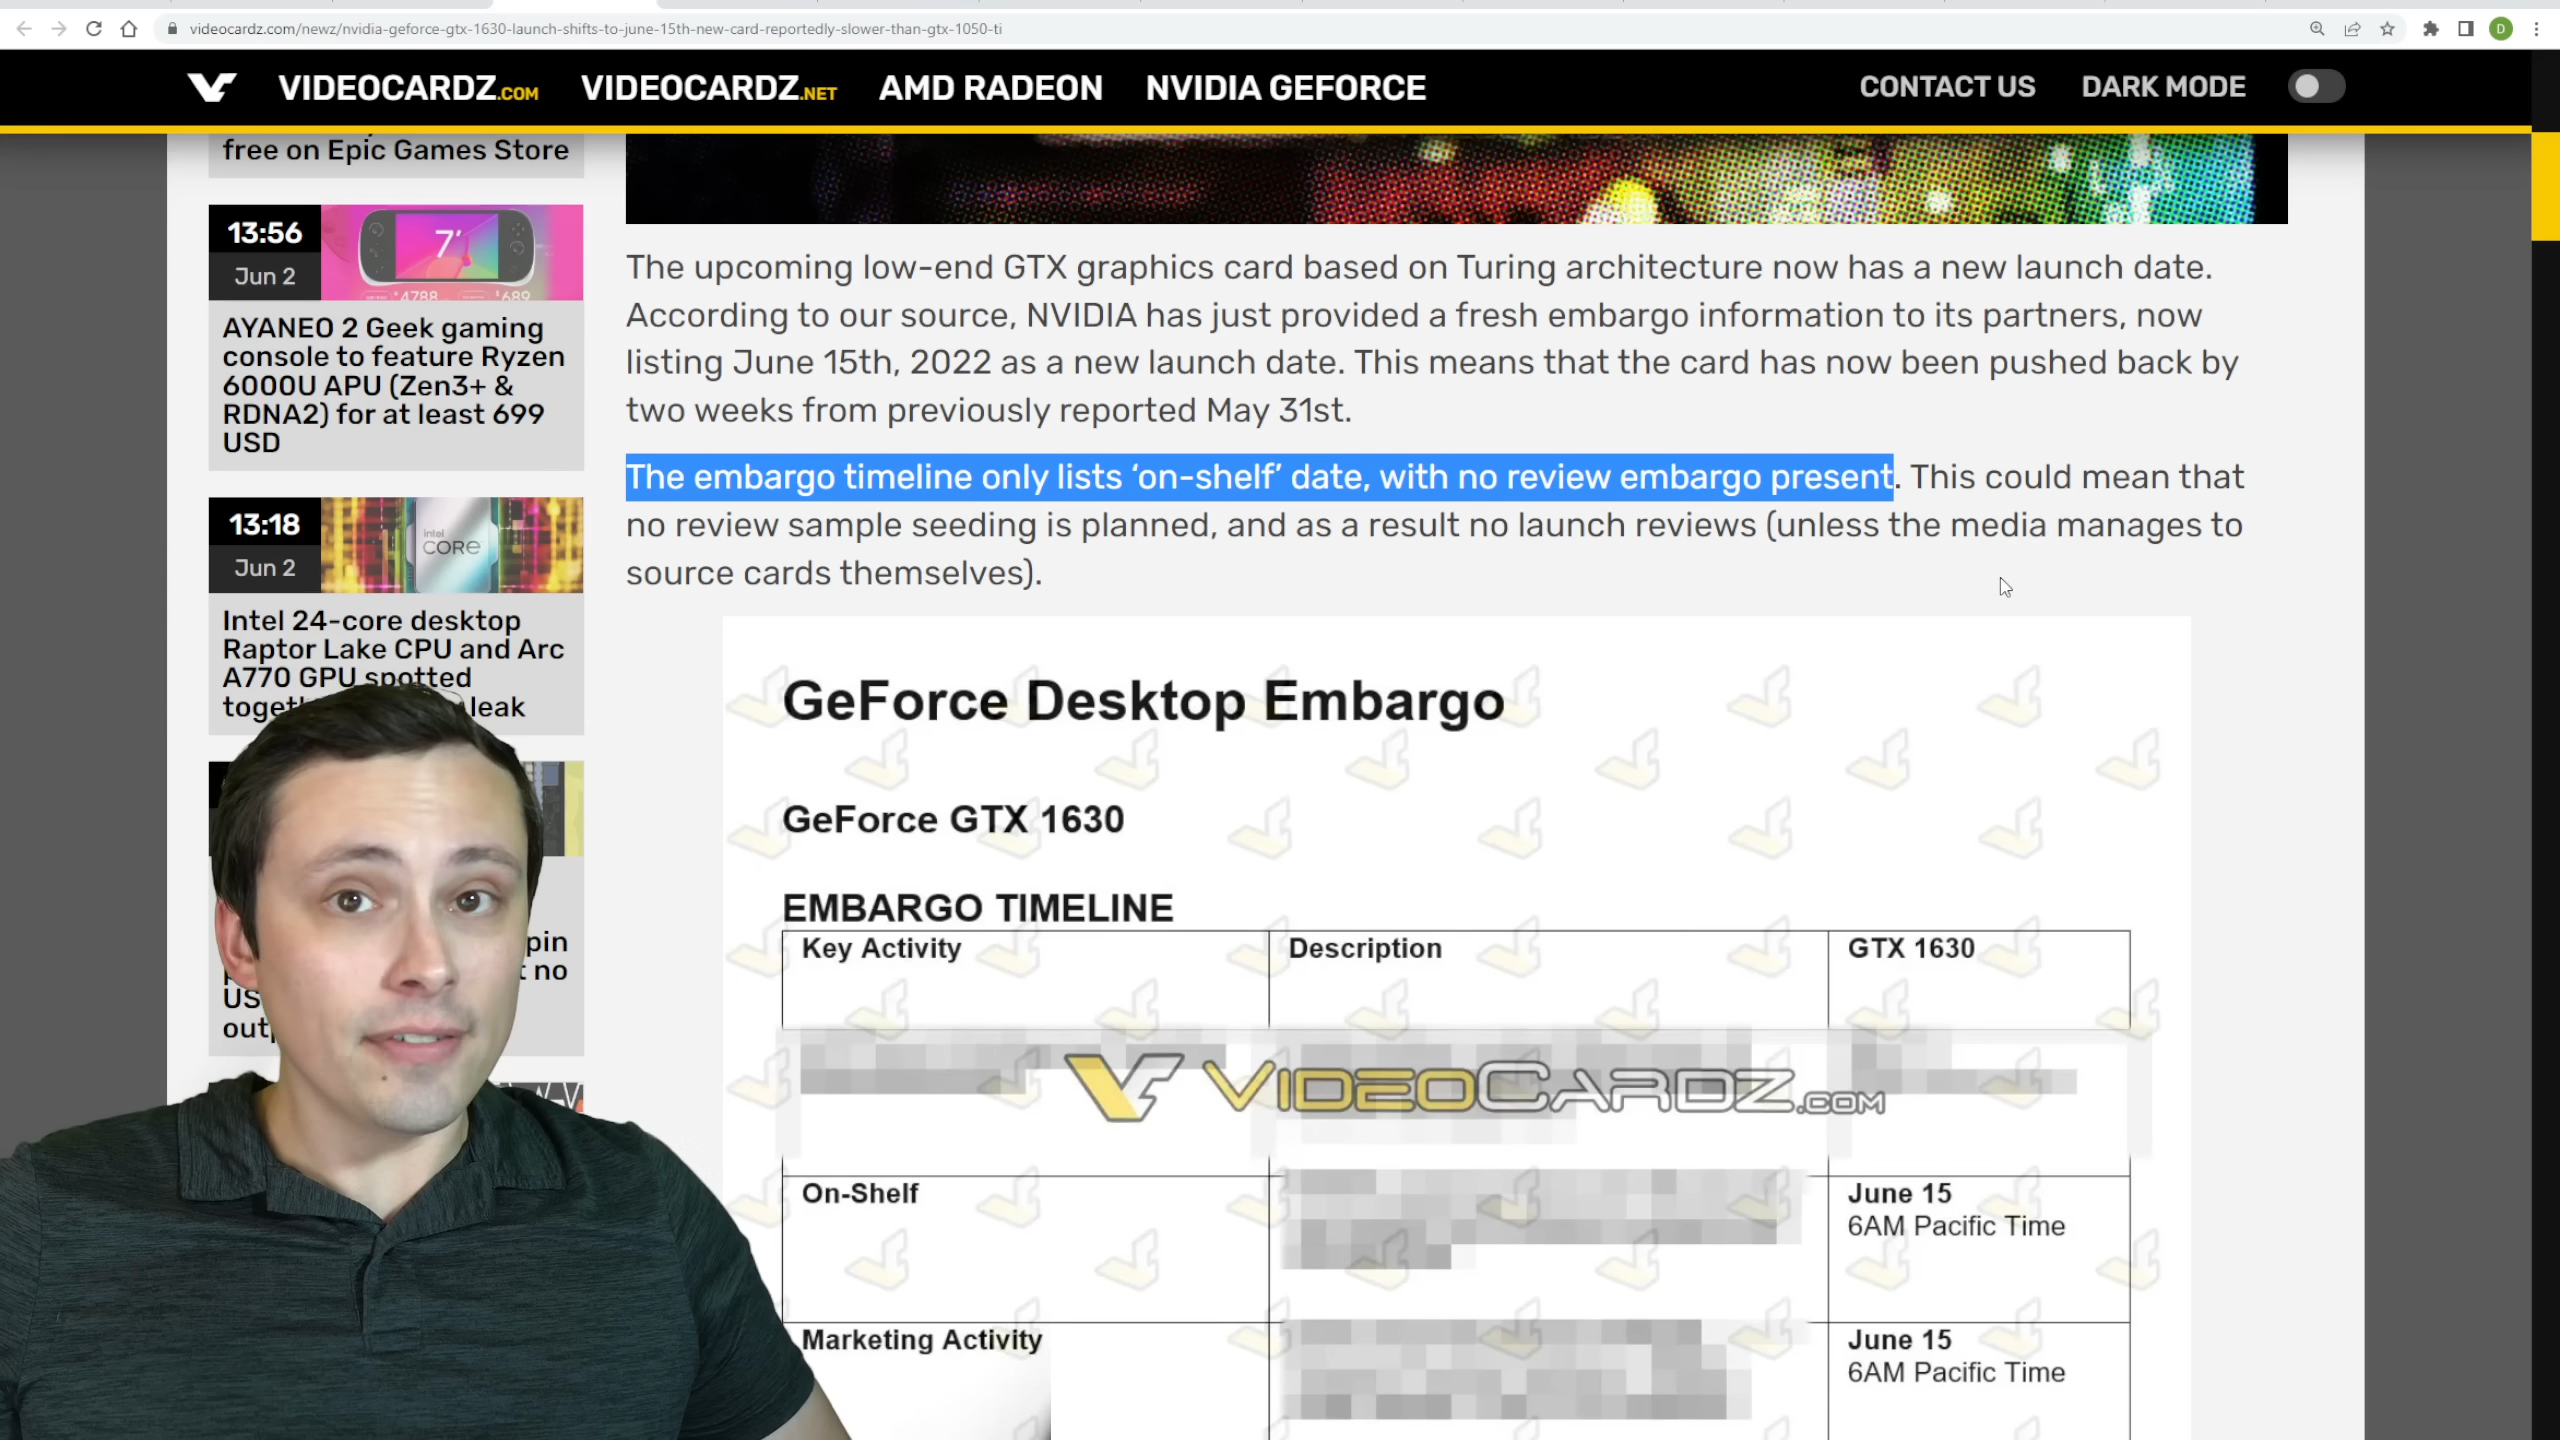 videocardz.com/newz/nvidia-geforce-gtx-1630-launch-shifts-to-june-15th-new-card-reportedly-slower-than-gtx-1050-ti
D
VIDEOCARDZ.COM
VIDEOCARDZ.NET
AMD RADEON
NVIDIA GEFORCE
CONTACT US
DARK MODE
free on Epic Games Store
13:56
Jun 2
7"
4788
689
AYANEO 2 Geek gaming
console to feature Ryzen
6000U APU (Zen3+ &
RDNA2) for at least 699
USD
13:18
Jun 2
intel
CORE
Intel 24-core desktop
Raptor Lake CPU and Arc
A770 GPU spotted
leak
pin
no
US
The upcoming low-end GTX graphics card based on Turing architecture now has a new launch date.
According to our source, NVIDIA has just provided a fresh embargo information to its partners, now
listing June 15th, 2022 as a new launch date. This means that the card has now been pushed back by
two weeks from previously reported May 31st.
The embargo timeline only lists ‘on-shelf’ date, with no review embargo present. This could mean that
no review sample seeding is planned, and as a result no launch reviews (unless the media manages to
source cards themselves).
GeForce Desktop Embargo
GeForce GTX 1630
EMBARGO TIMELINE
Key Activity
Description
GTX 1630
VIDEOCARDZ.COM
On-Shelf
June 15
6AM Pacific Time
Marketing Activity
June 15
6AM Pacific Time